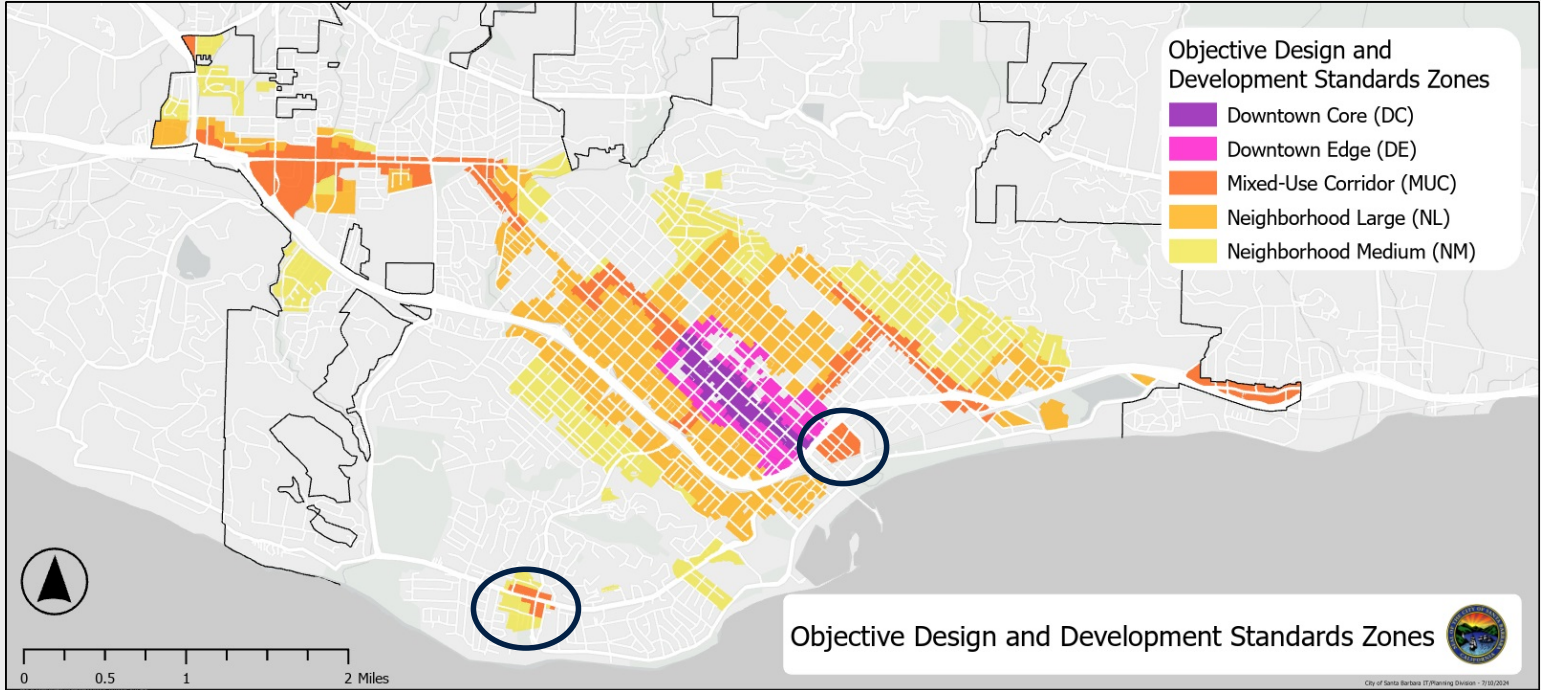 Objective Design and
Development Standards Zones
Downtown Core (DC)
Downtown Edge (DE)
Mixed-Use Corridor (MUC)
Neighborhood Large (NL)
Neighborhood Medium (NM)
0 0.5 1 2 Miles
Objective Design and Development Standards Zones
City of Santa Barbara IT/Planning Division - 7/10/2024